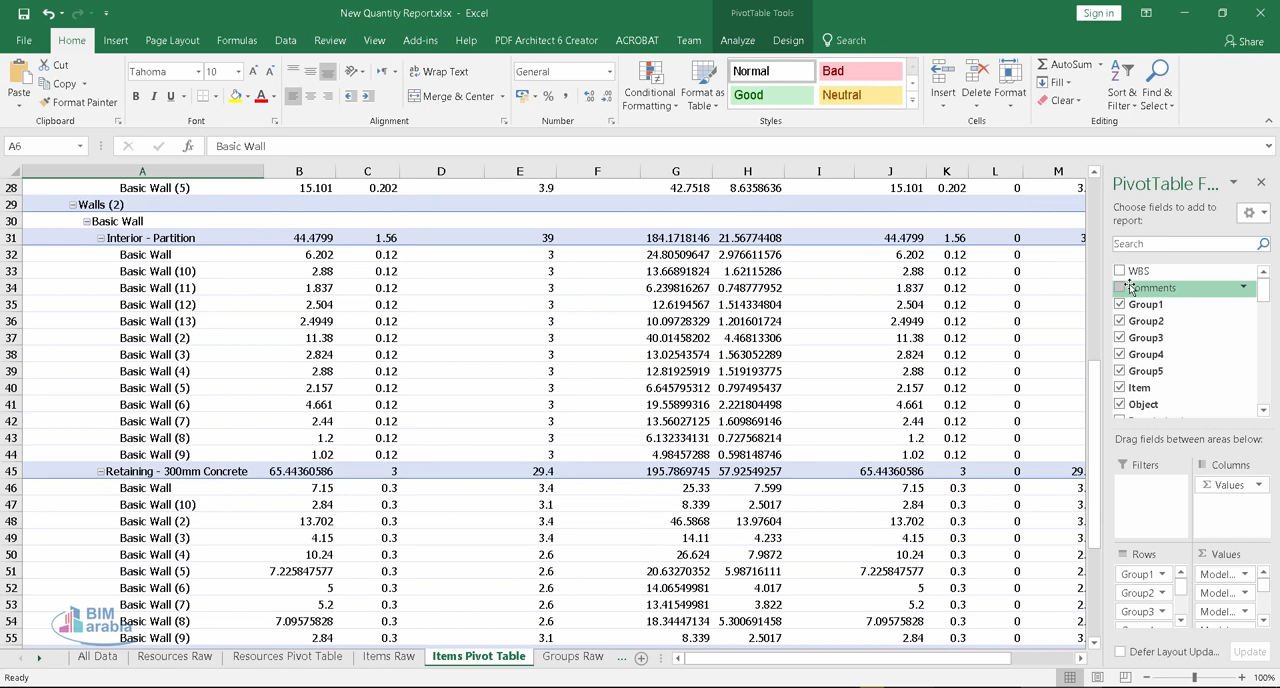 New Quantity Report.xlsx - Excel
PivotTable Tools
Sign in
File Home Insert Page Layout Formulas Data Review View Add-ins Help PDF Architect 6 Creator ACROBAT Team Analyze Design Search Share
Paste
Cut
Copy
Format Painter
Clipboard
Tahoma 10
B I U
Font
Wrap Text
Merge & Center
Alignment
General
Number
Conditional Formatting
Format as Table
Normal Bad
Good Neutral
Styles
Insert Delete Format
Cells
AutoSum
Fill
Clear
Sort & Filter
Find & Select
Editing
A6 fx Basic Wall
A B C D E F G H I J K L M
28 Basic Wall (5) 15.101 0.202 3.9 42.7518 8.6358636 15.101 0.202 0 3.
29 Walls (2)
30 Basic Wall
31 Interior - Partition 44.4799 1.56 39 184.1718146 21.56774408 44.4799 1.56 0 3
32 Basic Wall 6.202 0.12 3 24.80509647 2.976611576 6.202 0.12 0
33 Basic Wall (10) 2.88 0.12 3 13.66891824 1.62115286 2.88 0.12 0
34 Basic Wall (11) 1.837 0.12 3 6.239816267 0.748777952 1.837 0.12 0
35 Basic Wall (12) 2.504 0.12 3 12.6194567 1.514334804 2.504 0.12 0
36 Basic Wall (13) 2.4949 0.12 3 10.09728329 1.201601724 2.4949 0.12 0
37 Basic Wall (2) 11.38 0.12 3 40.01458202 4.46813306 11.38 0.12 0
38 Basic Wall (3) 2.824 0.12 3 13.02543574 1.563052289 2.824 0.12 0
39 Basic Wall (4) 2.88 0.12 3 12.81925919 1.519193775 2.88 0.12 0
40 Basic Wall (5) 2.157 0.12 3 6.645795312 0.797495437 2.157 0.12 0
41 Basic Wall (6) 4.661 0.12 3 19.55899316 2.221804498 4.661 0.12 0
42 Basic Wall (7) 2.44 0.12 3 13.56027125 1.609869146 2.44 0.12 0
43 Basic Wall (8) 1.2 0.12 3 6.132334131 0.727568214 1.2 0.12 0
44 Basic Wall (9) 1.02 0.12 3 4.98457288 0.598148746 1.02 0.12 0
45 Retaining - 300mm Concrete 65.44360586 3 29.4 195.7869745 57.92549257 65.44360586 3 0 29.
46 Basic Wall 7.15 0.3 3.4 25.33 7.599 7.15 0.3 0 3.
47 Basic Wall (10) 2.84 0.3 3.1 8.339 2.5017 2.84 0.3 0 3.
48 Basic Wall (2) 13.702 0.3 3.4 46.5868 13.97604 13.702 0.3 0 3.
49 Basic Wall (3) 4.15 0.3 3.4 14.11 4.233 4.15 0.3 0 3.
50 Basic Wall (4) 10.24 0.3 2.6 26.624 7.9872 10.24 0.3 0 2.
51 Basic Wall (5) 7.225847577 0.3 2.6 20.63270352 5.98716111 7.225847577 0.3 0 2.
52 Basic Wall (6) 5 0.3 2.6 14.06549981 4.017 5 0.3 0 2.
53 Basic Wall (7) 5.2 0.3 2.6 13.41549981 3.822 5.2 0.3 0 2.
54 Basic Wall (8) 7.09575828 0.3 2.6 18.34447134 5.300691458 7.09575828 0.3 0 2.
55 Basic Wall (9) 2.84 0.3 3.1 8.339 2.5017 2.84 0.3 0 3.
BIM
arabia
PivotTable F...
Choose fields to add to report:
Search
WBS
Comments
Group1
Group2
Group3
Group4
Group5
Item
Object
Drag fields between areas below:
Filters Columns
Σ Values
Rows Σ Values
Group1 Model...
Group2 Model...
Group3 Model...
Defer Layout Upda... Update
All Data Resources Raw Resources Pivot Table Items Raw Items Pivot Table Groups Raw ...
Ready 100%